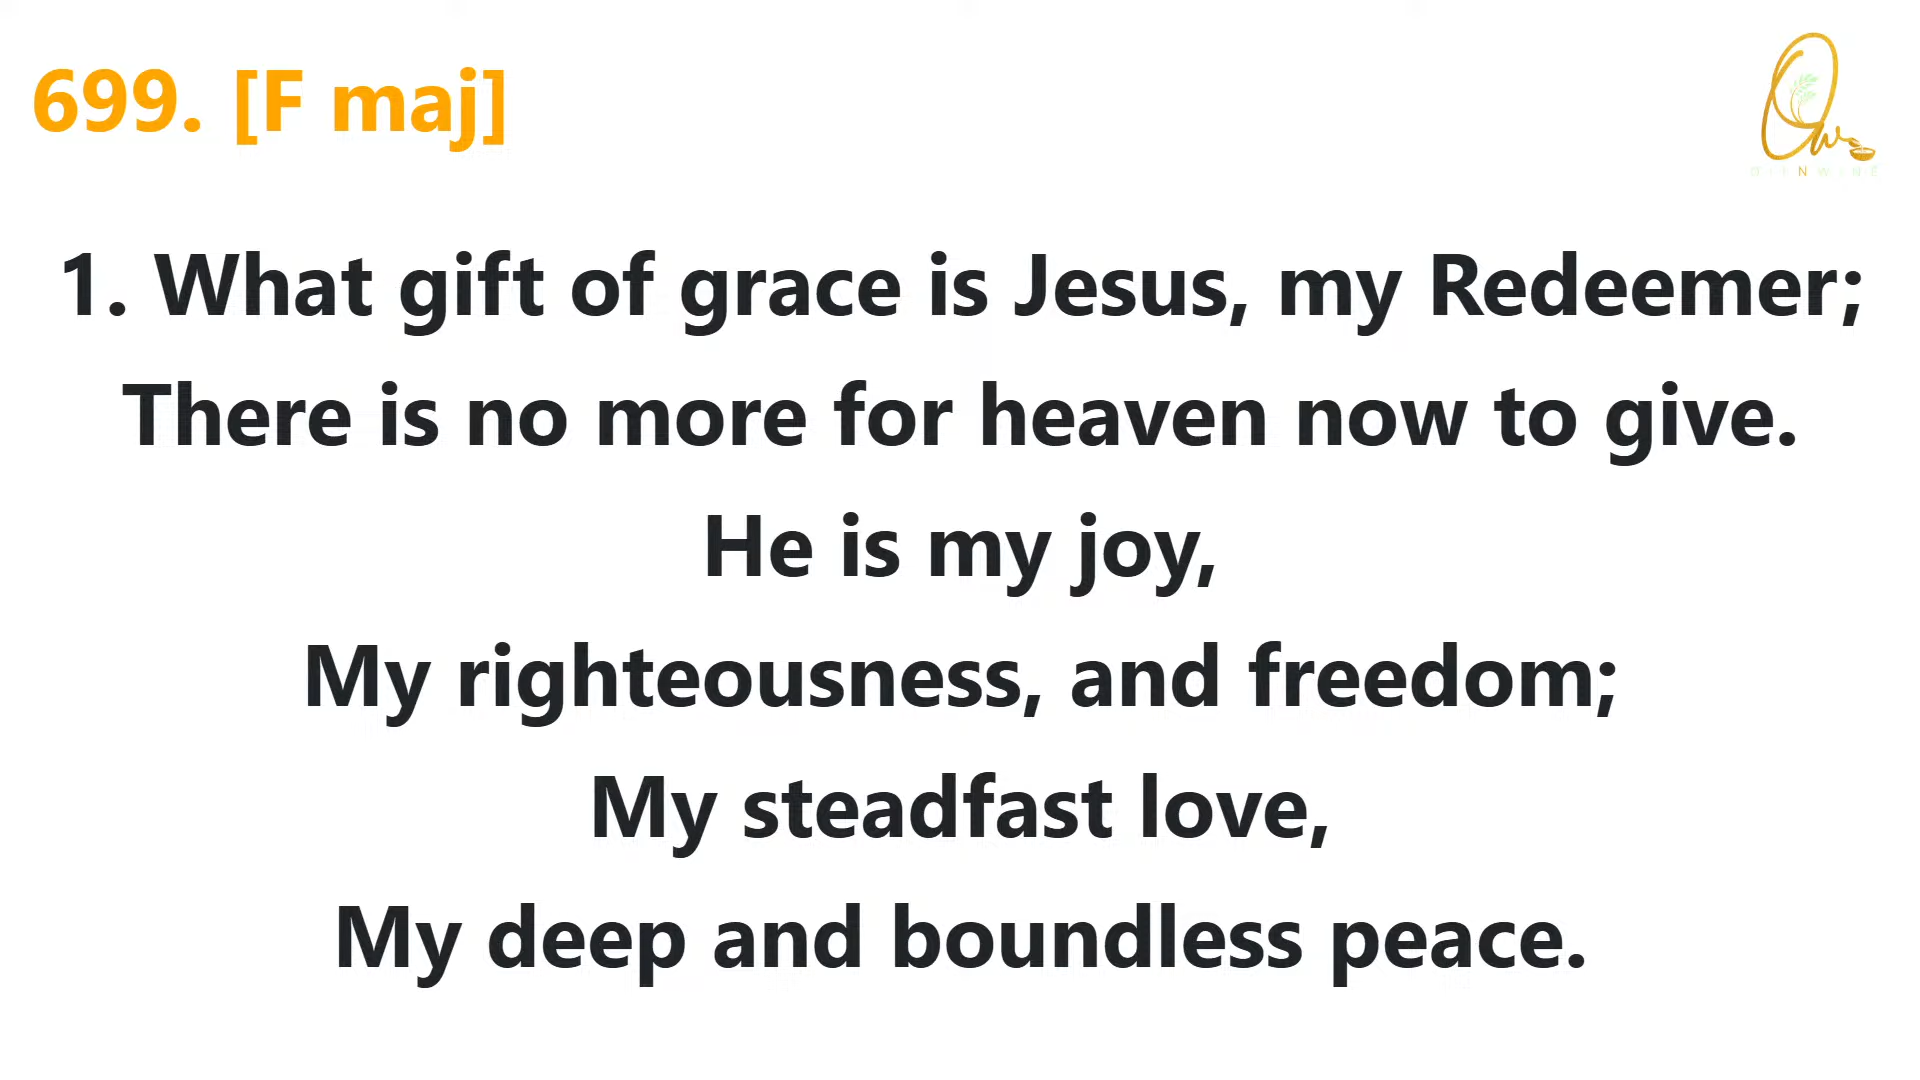 699. [F maj]
OILNWINE
1. What gift of grace is Jesus, my Redeemer;
There is no more for heaven now to give.
He is my joy,
My righteousness, and freedom;
My steadfast love,
My deep and boundless peace.